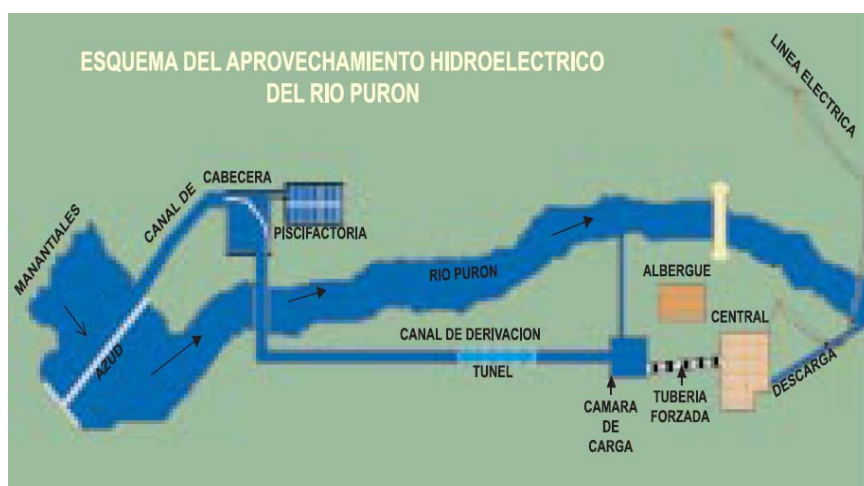 ESQUEMA DEL APROVECHAMIENTO HIDROELECTRICO
DEL RIO PURON
LINEA ELECTRICA
MANANTIALES
CANAL DE
CABECERA
PISCIFACTORIA
AZUD
RIO PURON
ALBERGUE
CENTRAL
CANAL DE DERIVACION
TUNEL
CAMARA
DE
CARGA
TUBERIA
FORZADA
DESCARGA